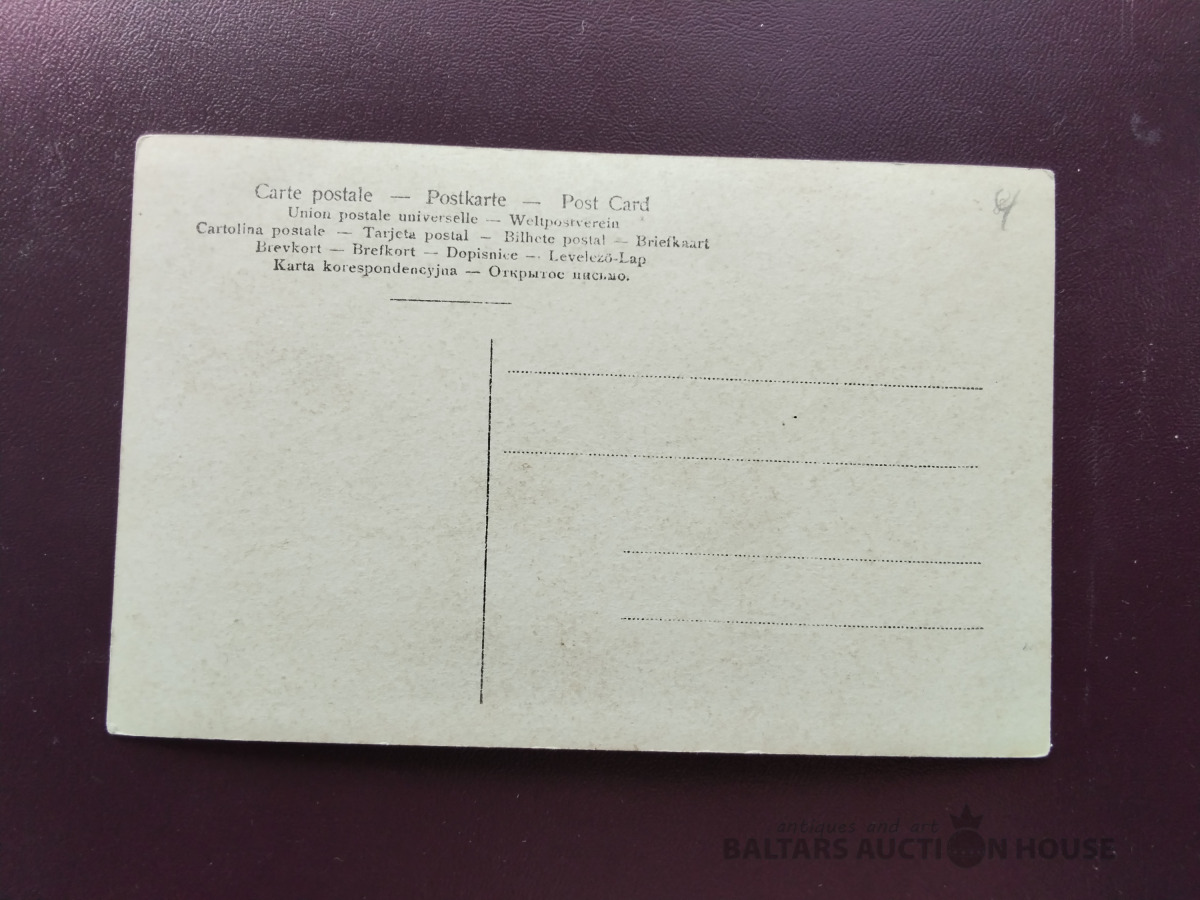 Carte postale — Postkarte — Post Card
Union postale universelle — Weltpostverein
Cartolina postale — Tarjeta postal — Bilhete postal — Briefkaart
Brevkort — Brefkort — Dopisnice — Levelező-Lap
Karta korespondencyjna — Открытое письмо.
antiques and art
BALTARS AUCTION HOUSE